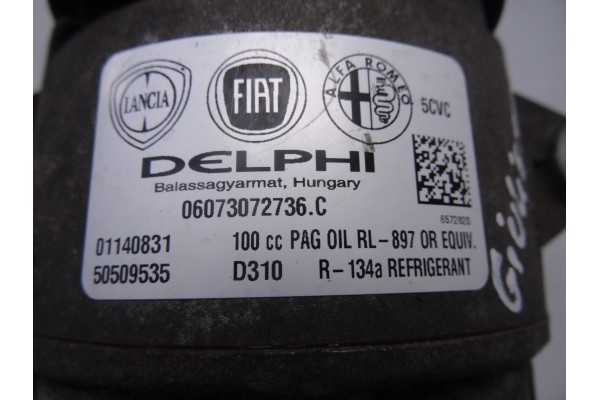 LANCIA FIAT ALFA ROMEO 5CVC
DELPHI
Balassagyarmat, Hungary
06073072736.C
6572820
01140831 100 cc PAG OIL RL-897 OR EQUIV.
50509535 D310 R-134a REFRIGERANT